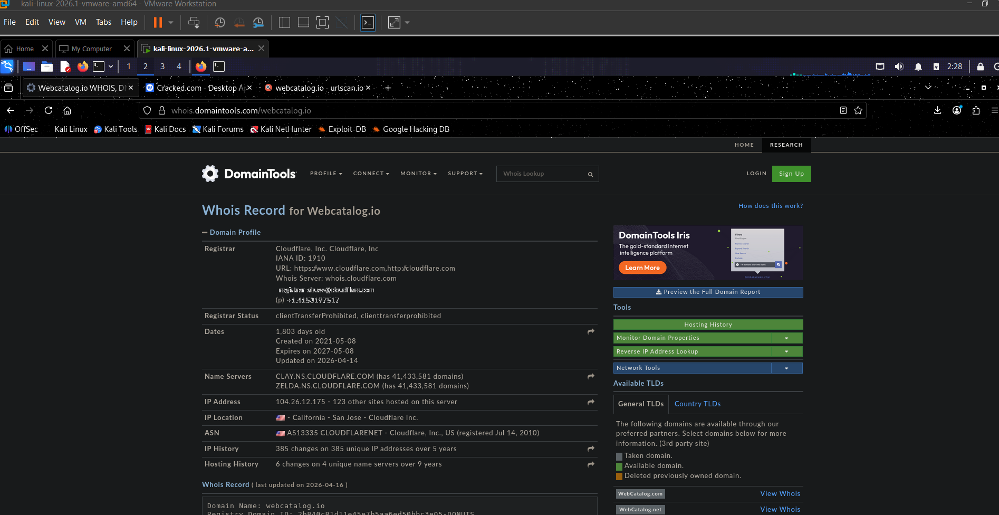 kali-linux-2026.1-vmware-amd64 - VMware Workstation
File Edit View VM Tabs Help
Home My Computer kali-linux-2026.1-vmware-a...
1 2 3 4 2:28
Webcatalog.io WHOIS, D Cracked.com - Desktop A webcatalog.io - urlscan.io
whois.domaintools.com/webcatalog.io
OffSec Kali Linux Kali Tools Kali Docs Kali Forums Kali NetHunter Exploit-DB Google Hacking DB
HOME RESEARCH
DomainTools PROFILE CONNECT MONITOR SUPPORT Whois Lookup LOGIN Sign Up
Whois Record for Webcatalog.io
How does this work?
Domain Profile
Registrar Cloudflare, Inc. Cloudflare, Inc
IANA ID: 1910
URL: https://www.cloudflare.com,http://cloudflare.com
Whois Server: whois.cloudflare.com
registrar-abuse@cloudflare.com
(p) +1.4153197517
Registrar Status clientTransferProhibited, clienttransferprohibited
Dates 1,803 days old
Created on 2021-05-08
Expires on 2027-05-08
Updated on 2026-04-14
Name Servers CLAY.NS.CLOUDFLARE.COM (has 41,433,581 domains)
ZELDA.NS.CLOUDFLARE.COM (has 41,433,581 domains)
IP Address 104.26.12.175 - 123 other sites hosted on this server
IP Location - California - San Jose - Cloudflare Inc.
ASN AS13335 CLOUDFLARENET - Cloudflare, Inc., US (registered Jul 14, 2010)
IP History 385 changes on 385 unique IP addresses over 5 years
Hosting History 6 changes on 4 unique name servers over 9 years
Whois Record ( last updated on 2026-04-16 )
Domain Name: webcatalog.io
Registry Domain ID: 2b840c81d11e45e7b5aa6ed50bbc3e05-DONUTS
DomainTools Iris
The gold-standard Internet
intelligence platform
Learn More
Preview the Full Domain Report
Tools
Hosting History
Monitor Domain Properties
Reverse IP Address Lookup
Network Tools
Available TLDs
General TLDs Country TLDs
The following domains are available through our
preferred partners. Select domains below for more
information. (3rd party site)
Taken domain.
Available domain.
Deleted previously owned domain.
WebCatalog.com View Whois
WebCatalog.net View Whois